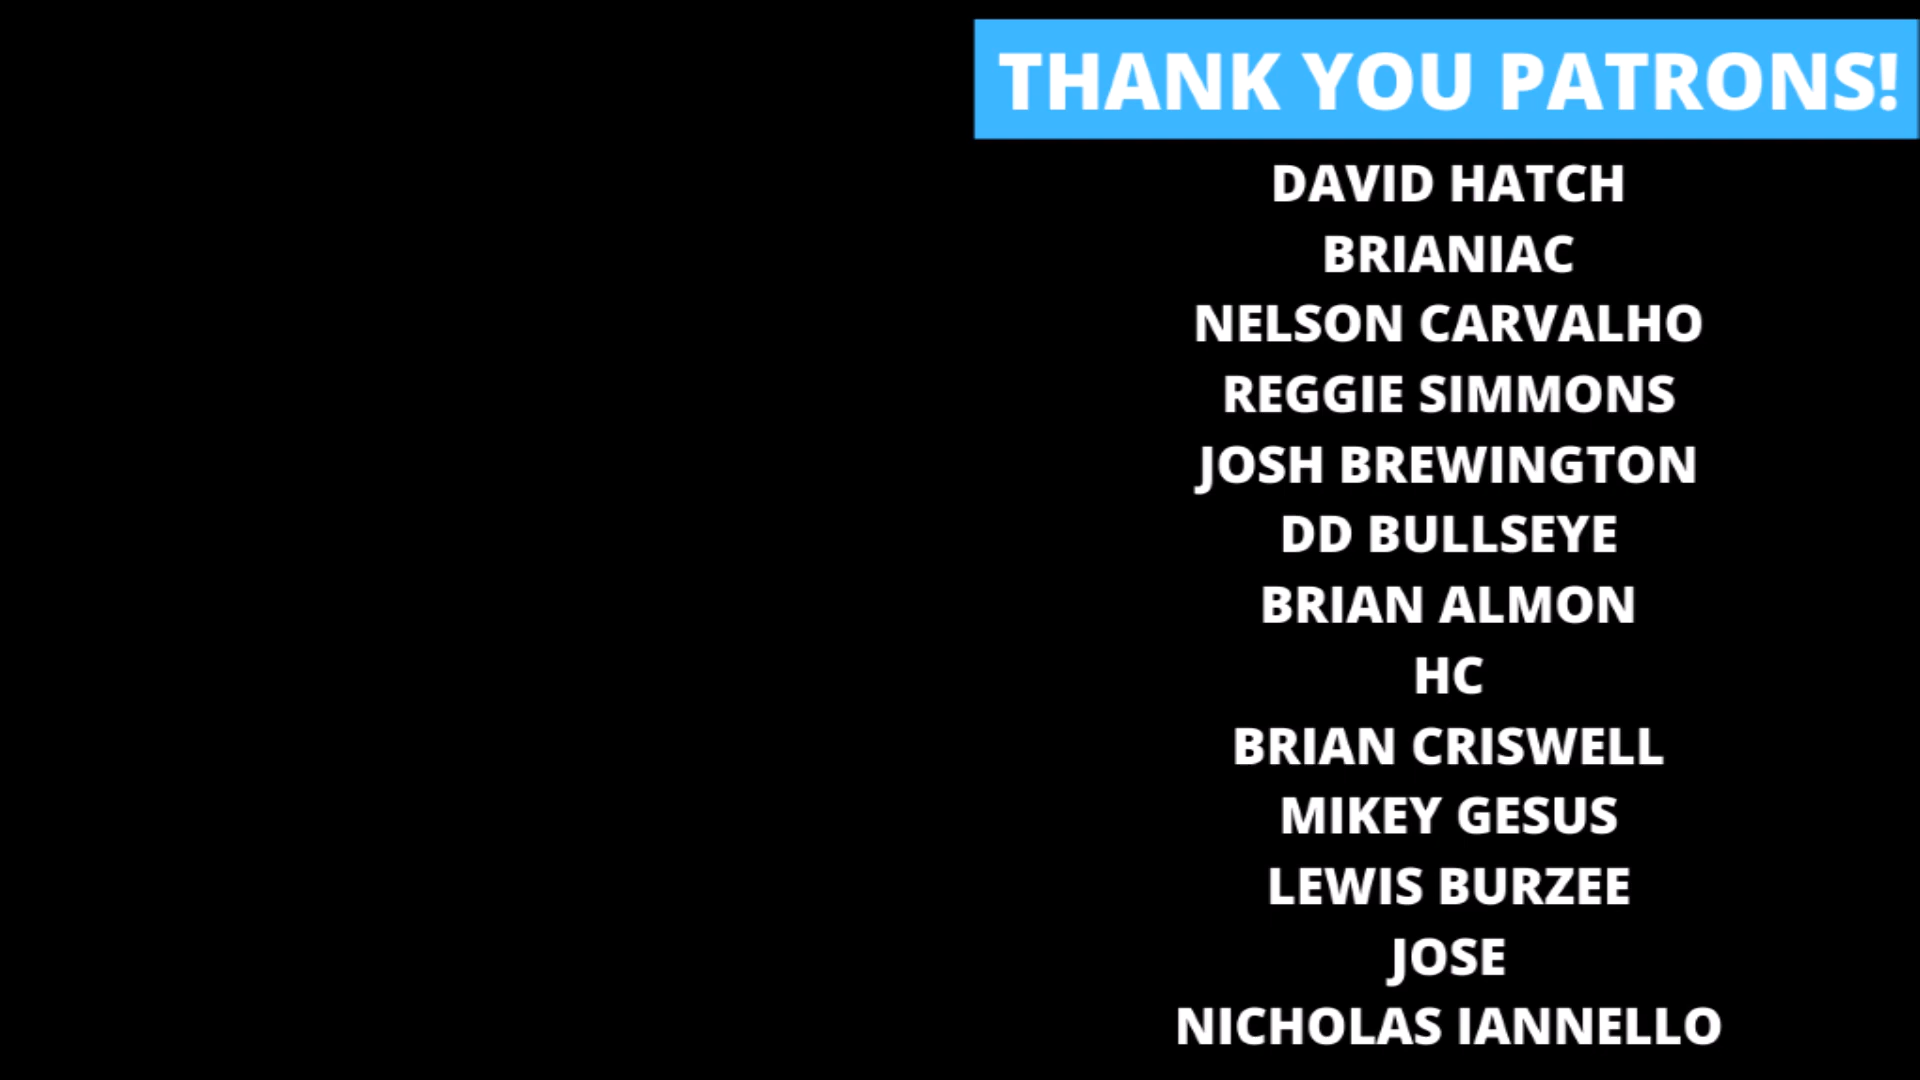 THANK YOU PATRONS!
DAVID HATCH
BRIANIAC
NELSON CARVALHO
REGGIE SIMMONS
JOSH BREWINGTON
DD BULLSEYE
BRIAN ALMON
HC
BRIAN CRISWELL
MIKEY GESUS
LEWIS BURZEE
JOSE
NICHOLAS IANNELLO